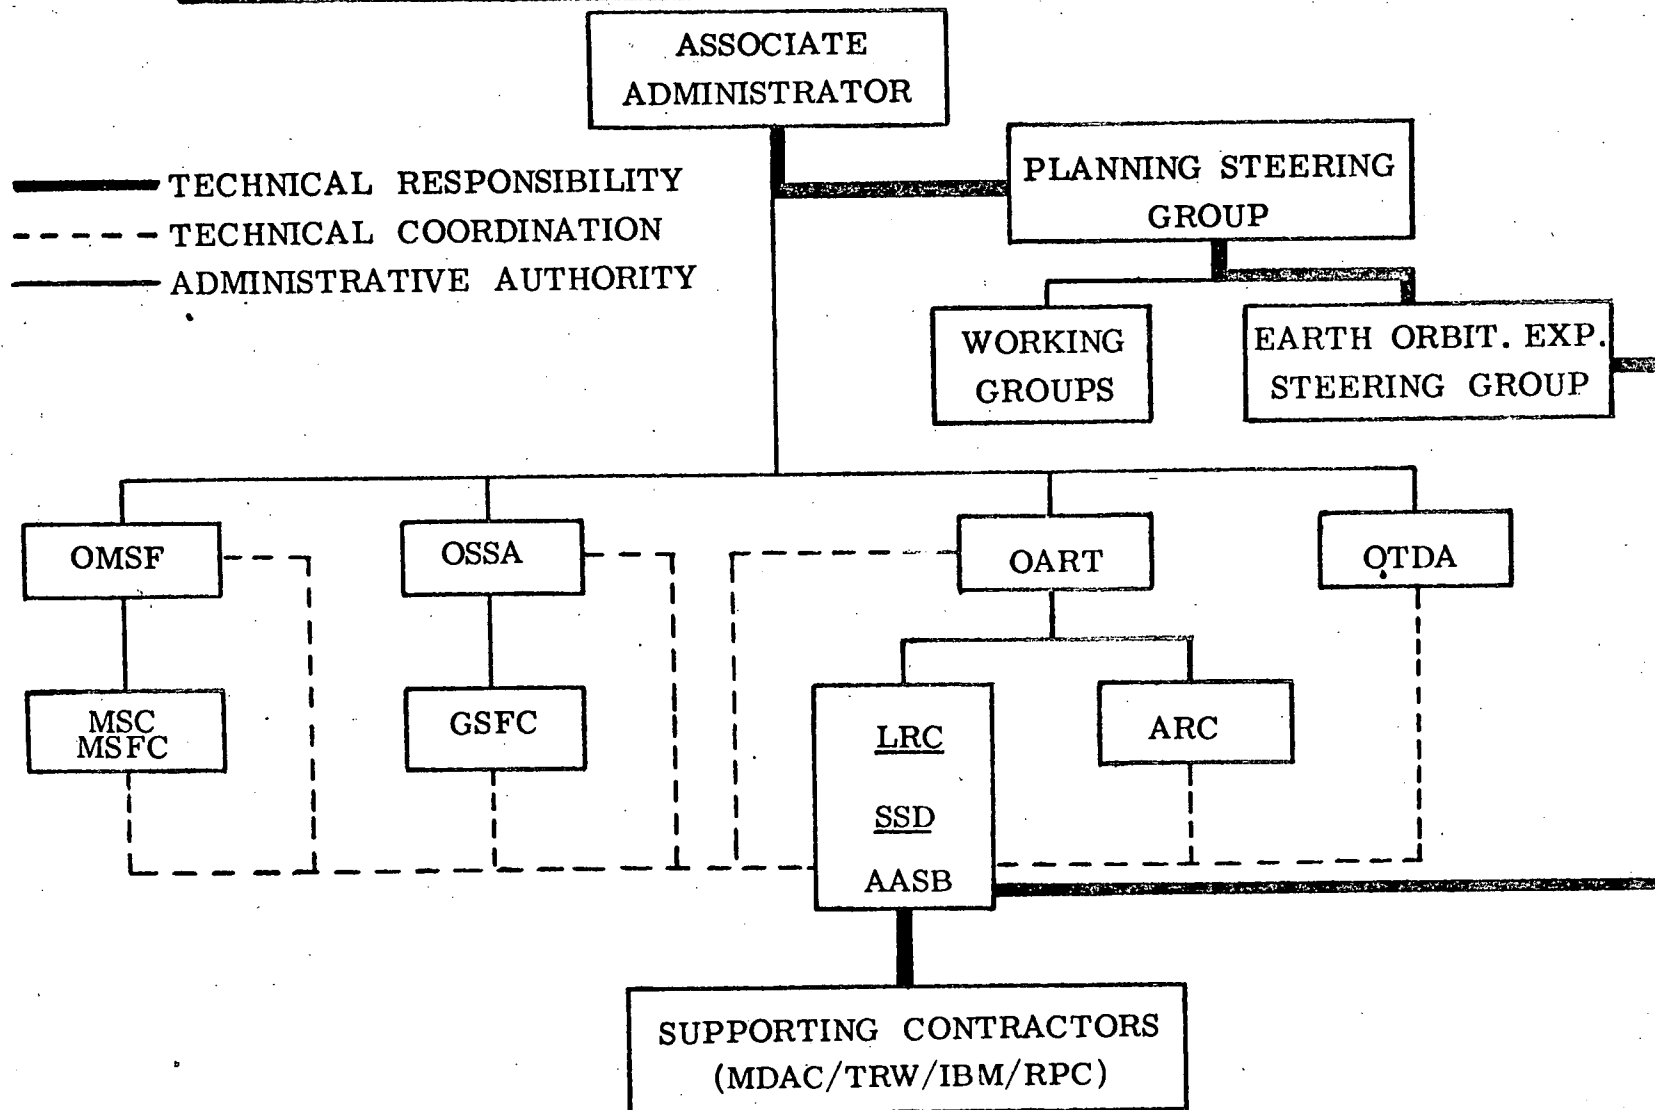 ASSOCIATE
ADMINISTRATOR
TECHNICAL RESPONSIBILITY
TECHNICAL COORDINATION
ADMINISTRATIVE AUTHORITY
PLANNING STEERING
GROUP
WORKING
GROUPS
EARTH ORBIT. EXP.
STEERING GROUP
OMSF
OSSA
OART
OTDA
MSC
MSFC
GSFC
LRC
SSD
AASB
ARC
SUPPORTING CONTRACTORS
(MDAC/TRW/IBM/RPC)